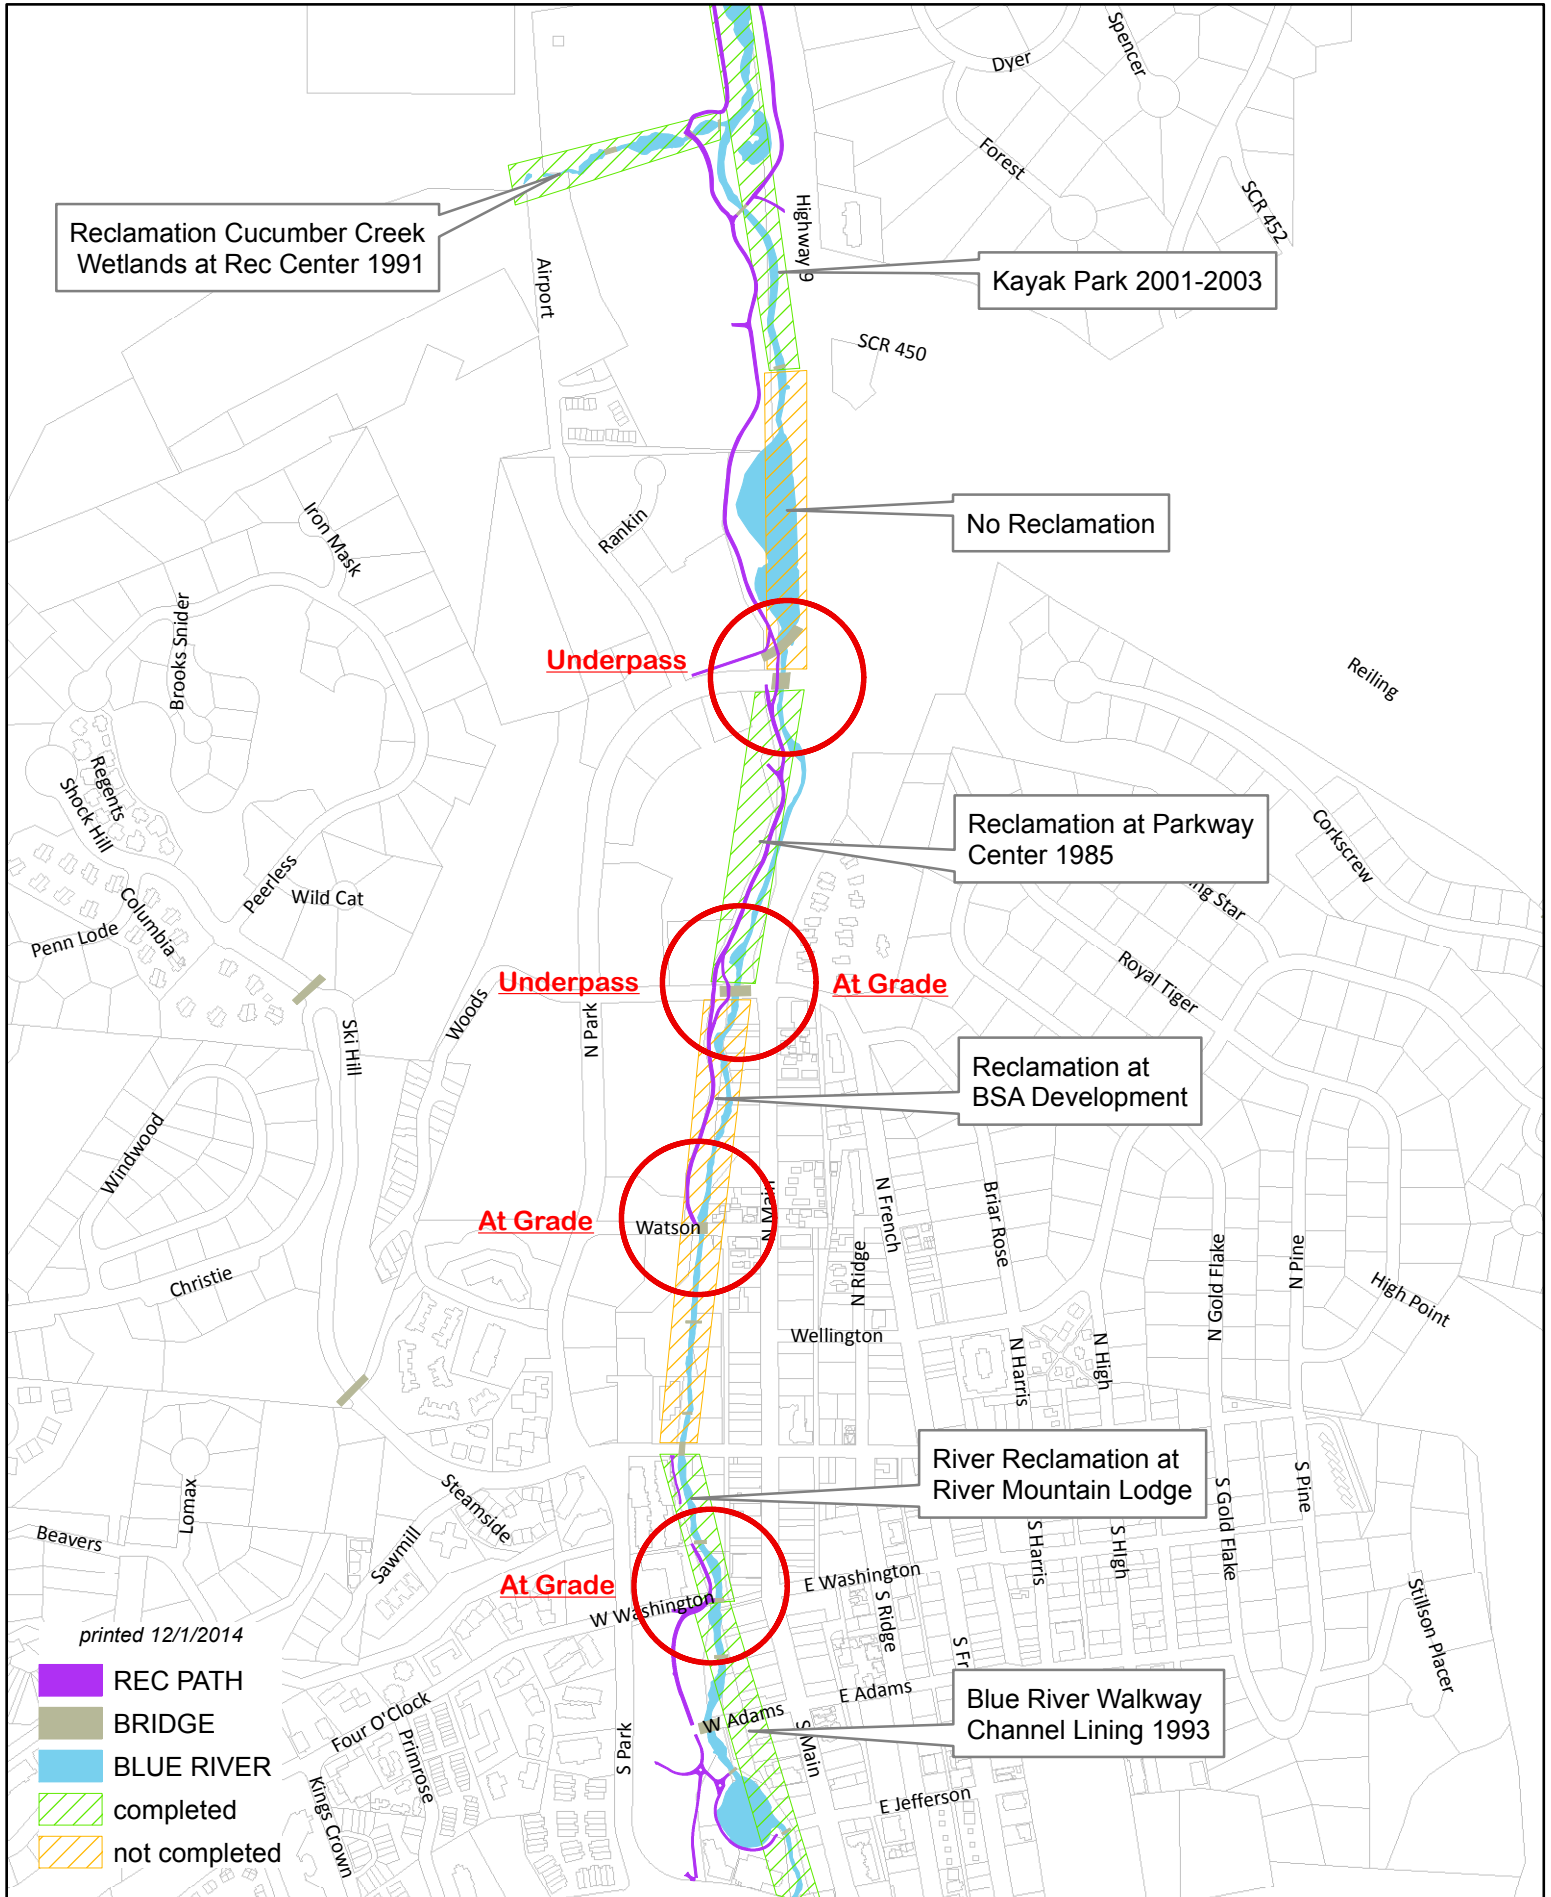 Spencer
Dyer
Forest
SCR 452
Highway 9
Reclamation Cucumber Creek
Wetlands at Rec Center 1991
Airport
Kayak Park 2001-2003
SCR 450
Iron Mask
Rankin
No Reclamation
Brooks Snider
Underpass
Reiling
Regents
Shock Hill
Reclamation at Parkway
Center 1985
Corkscrew
Peerless
Wild Cat
ng Star
Columbia
Penn Lode
Royal Tiger
Underpass
At Grade
Woods
N Park
Ski Hill
Reclamation at
BSA Development
Windwood
At Grade
Watson
N Main
N French
Briar Rose
N Ridge
N Gold Flake
N Pine
High Point
Christie
Wellington
N Harris
N High
River Reclamation at
River Mountain Lodge
Lomax
Steamside
Beavers
Sawmill
S Gold Flake
S Pine
S Harris
S HIgh
At Grade
E Washington
W Washington
S Ridge
Stillson Placer
S Fr
printed 12/1/2014
REC PATH
BRIDGE
BLUE RIVER
completed
not completed
Four O'Clock
Primrose
Kings Crown
S Park
W Adams
E Adams
S Main
Blue River Walkway
Channel Lining 1993
E Jefferson